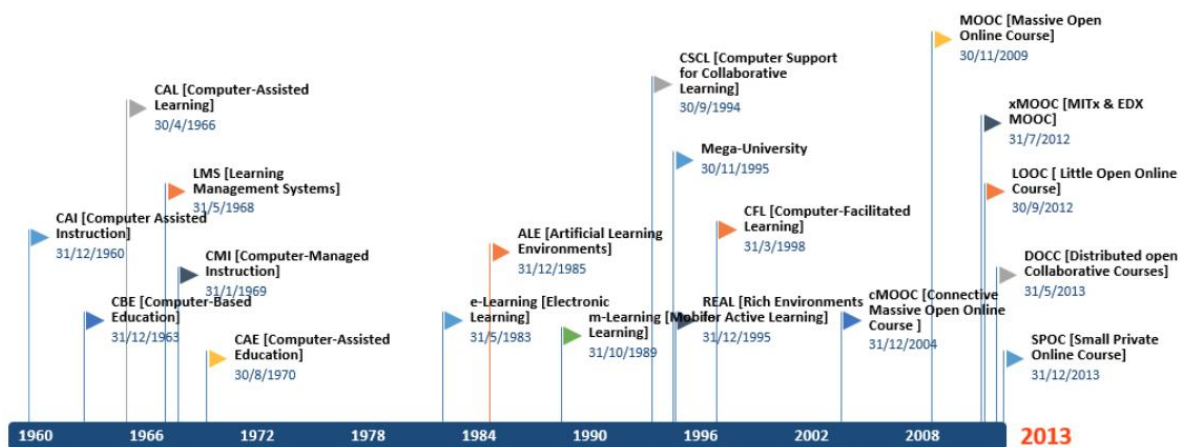 MOOC [Massive Open
Online Course]
30/11/2009
CSCL [Computer Support
for Collaborative
Learning]
30/9/1994
CAL [Computer-Assisted
Learning]
30/4/1966
xMOOC [MITx & EDX
MOOC]
31/7/2012
Mega-University
30/11/1995
LMS [Learning
Management Systems]
31/5/1968
LOOC [ Little Open Online
Course]
30/9/2012
CAI [Computer Assisted
Instruction]
31/12/1960
CFL [Computer-Facilitated
Learning]
31/3/1998
ALE [Artificial Learning
Environments]
31/12/1985
CMI [Computer-Managed
Instruction]
31/1/1969
DOCC [Distributed open
Collaborative Courses]
31/5/2013
CBE [Computer-Based
Education]
31/12/1963
e-Learning [Electronic
Learning]
31/5/1983
m-Learning [Mobile
Learning]
31/10/1989
REAL [Rich Environments
for Active Learning]
31/12/1995
cMOOC [Connective
Massive Open Online
Course ]
31/12/2004
CAE [Computer-Assisted
Education]
30/8/1970
SPOC [Small Private
Online Course]
31/12/2013
1960 1966 1972 1978 1984 1990 1996 2002 2008 2013